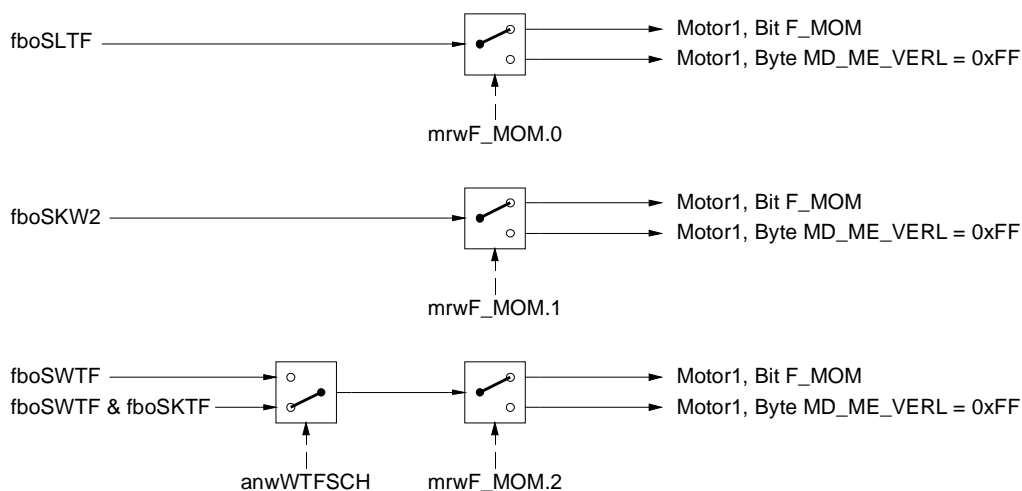 fboSLTF
Motor1, Bit F_MOM
Motor1, Byte MD_ME_VERL = 0xFF
mrwF_MOM.0
fboSKW2
Motor1, Bit F_MOM
Motor1, Byte MD_ME_VERL = 0xFF
mrwF_MOM.1
fboSWTF
Motor1, Bit F_MOM
fboSWTF & fboSKTF
Motor1, Byte MD_ME_VERL = 0xFF
anwWTFSCH
mrwF_MOM.2